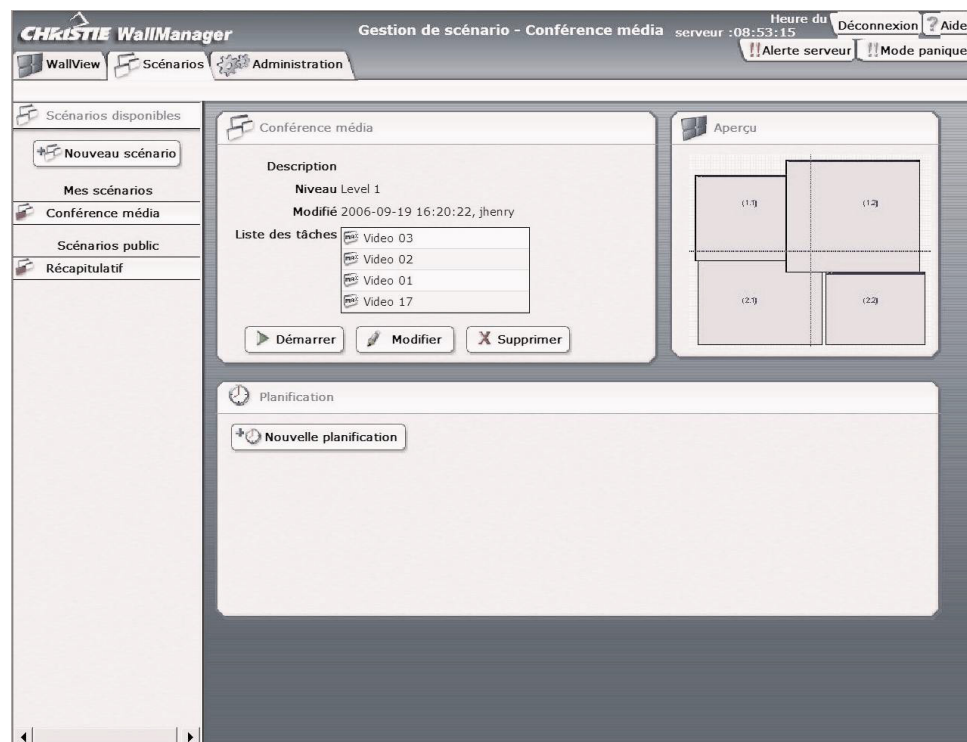 CHRISTIE WallManager
Gestion de scénario - Conférence média
Heure du
serveur :08:53:15
Déconnexion
? Aide
!! Alerte serveur
!! Mode panique
WallView
Scénarios
Administration
Scénarios disponibles
Nouveau scénario
Mes scénarios
Conférence média
Scénarios public
Récapitulatif
Conférence média
Description
Niveau Level 1
Modifié 2006-09-19 16:20:22, jhenry
Liste des tâches
Video 03
Video 02
Video 01
Video 17
Démarrer
Modifier
X Supprimer
Aperçu
(1.1)
(1.2)
(2.1)
(2.2)
Planification
Nouvelle planification